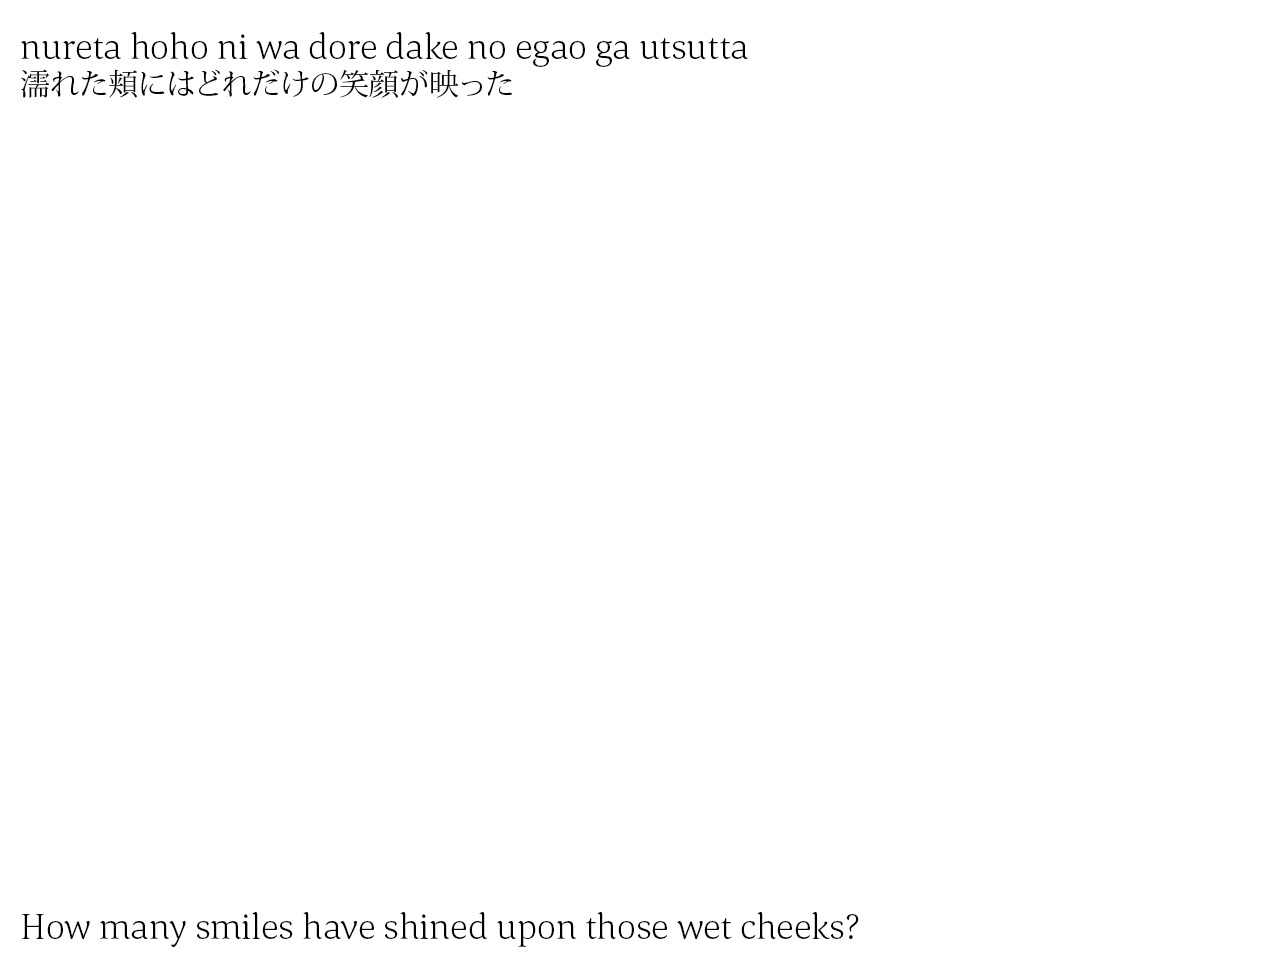 nureta hoho ni wa dore dake no egao ga utsutta
濡れた頬にはどれだけの笑顔が映った
How many smiles have shined upon those wet cheeks?